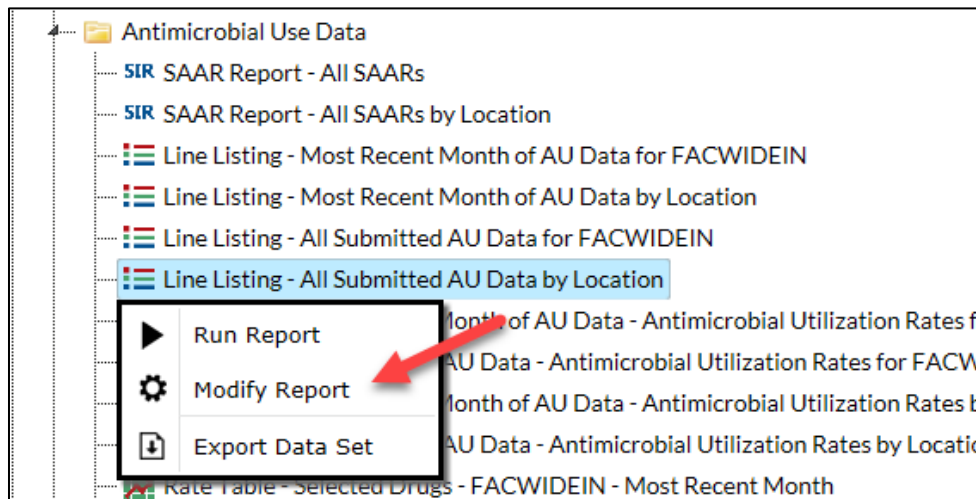 Antimicrobial Use Data
SIR SAAR Report - All SAARs
SIR SAAR Report - All SAARs by Location
Line Listing - Most Recent Month of AU Data for FACWIDEIN
Line Listing - Most Recent Month of AU Data by Location
Line Listing - All Submitted AU Data for FACWIDEIN
Line Listing - All Submitted AU Data by Location
Run Report
Month of AU Data - Antimicrobial Utilization Rates
Modify Report
AU Data - Antimicrobial Utilization Rates for
Month of AU Data - Antimicrobial Utilization Rates
Export Data Set
AU Data - Antimicrobial Utilization Rates by
Rate Table - Selected Drugs - FACWIDEIN - Most Recent Month